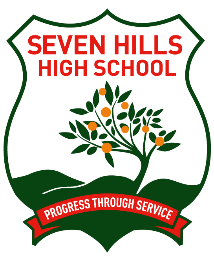 SEVEN HILLS
HIGH SCHOOL
PROGRESS THROUGH SERVICE